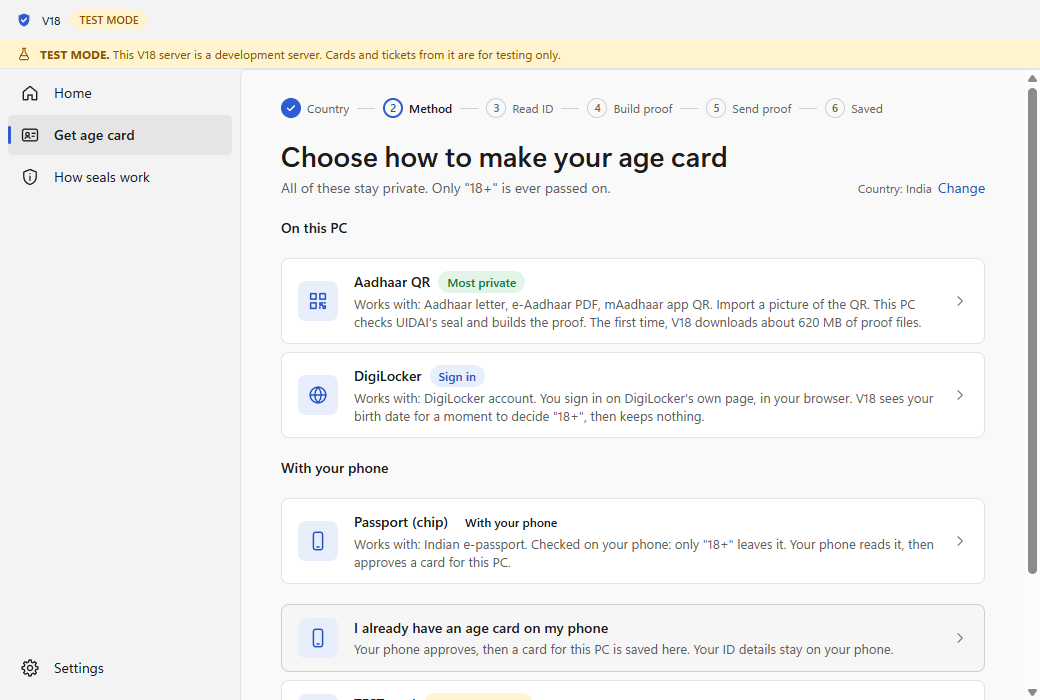 V18 TEST MODE
TEST MODE. This V18 server is a development server. Cards and tickets from it are for testing only.
Home
Get age card
How seals work
Settings
Country 2 Method 3 Read ID 4 Build proof 5 Send proof 6 Saved
Choose how to make your age card
All of these stay private. Only "18+" is ever passed on.
Country: India Change
On this PC
Aadhaar QR Most private
Works with: Aadhaar letter, e-Aadhaar PDF, mAadhaar app QR. Import a picture of the QR. This PC
checks UIDAI's seal and builds the proof. The first time, V18 downloads about 620 MB of proof files.
DigiLocker Sign in
Works with: DigiLocker account. You sign in on DigiLocker's own page, in your browser. V18 sees your
birth date for a moment to decide "18+", then keeps nothing.
With your phone
Passport (chip) With your phone
Works with: Indian e-passport. Checked on your phone: only "18+" leaves it. Your phone reads it, then
approves a card for this PC.
I already have an age card on my phone
Your phone approves, then a card for this PC is saved here. Your ID details stay on your phone.